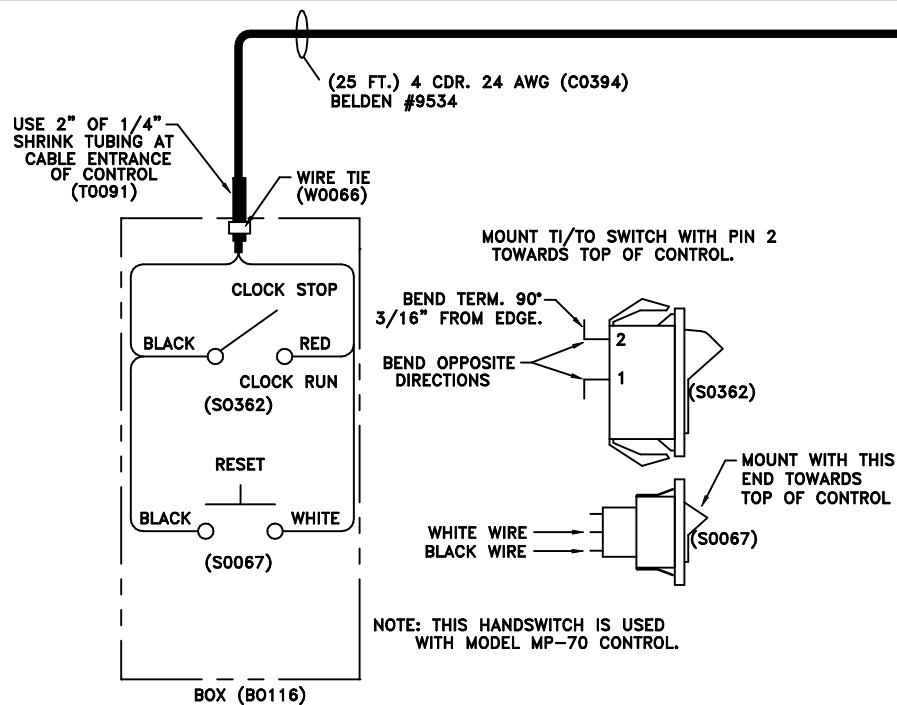 (25 FT.) 4 CDR. 24 AWG (C0394)
BELDEN #9534
USE 2" OF 1/4"
SHRINK TUBING AT
CABLE ENTRANCE
OF CONTROL
(T0091)
WIRE TIE
(W0066)
MOUNT TI/TO SWITCH WITH PIN 2
TOWARDS TOP OF CONTROL.
CLOCK STOP
BEND TERM. 90°
3/16" FROM EDGE.
BLACK
RED
2
BEND OPPOSITE
DIRECTIONS
1
CLOCK RUN
(S0362)
(S0362)
RESET
MOUNT WITH THIS
END TOWARDS
TOP OF CONTROL
BLACK
WHITE
WHITE WIRE
BLACK WIRE
(S0067)
(S0067)
NOTE: THIS HANDSWITCH IS USED
WITH MODEL MP-70 CONTROL.
BOX (B0116)